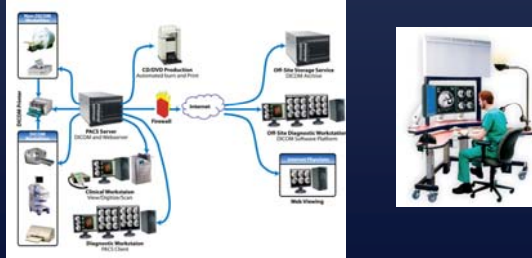 Non-DICOM
Modalities
DICOM Printer
DICOM
Modalities
CD/DVD Production
Automated burn and Print
PACS Server
DICOM and Webserver
Firewall
Internet
Off-Site Storage Service
DICOM Archive
Off-Site Diagnostic Workstation
DICOM Software Platform
Clinical Workstation
View/Digitize/Scan
Web Viewing
Diagnostic Workstation
PACS Client